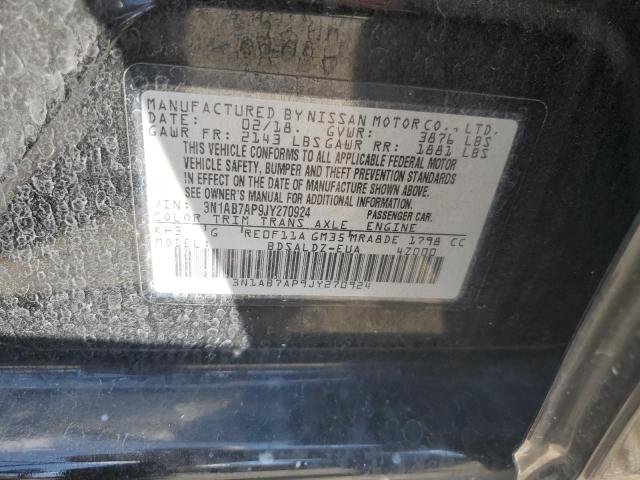 MANUFACTURED BY NISSAN MOTOR CO., LTD.
DATE: 02/18. GVWR: 3876 LBS
GAWR FR: 2143 LBS GAWR RR: 1881 LBS
THIS VEHICLE CONFORMS TO ALL APPLICABLE FEDERAL MOTOR
VEHICLE SAFETY, BUMPER AND THEFT PREVENTION STANDARDS
IN EFFECT ON THE DATE OF MANUFACTURE SHOWN ABOVE.
SEE OWNER'S MANUAL FOR ADDITIONAL INFORMATION.
VIN: 3N1AB7AP9JY270924 PASSENGER CAR.
COLOR TRIM TRANS AXLE ENGINE
KH3 G RE0F11A GM35 MRA8DE 1798 CC
MODEL: BDSALDZ-EUA 4Z000
3N1AB7AP9JY270924